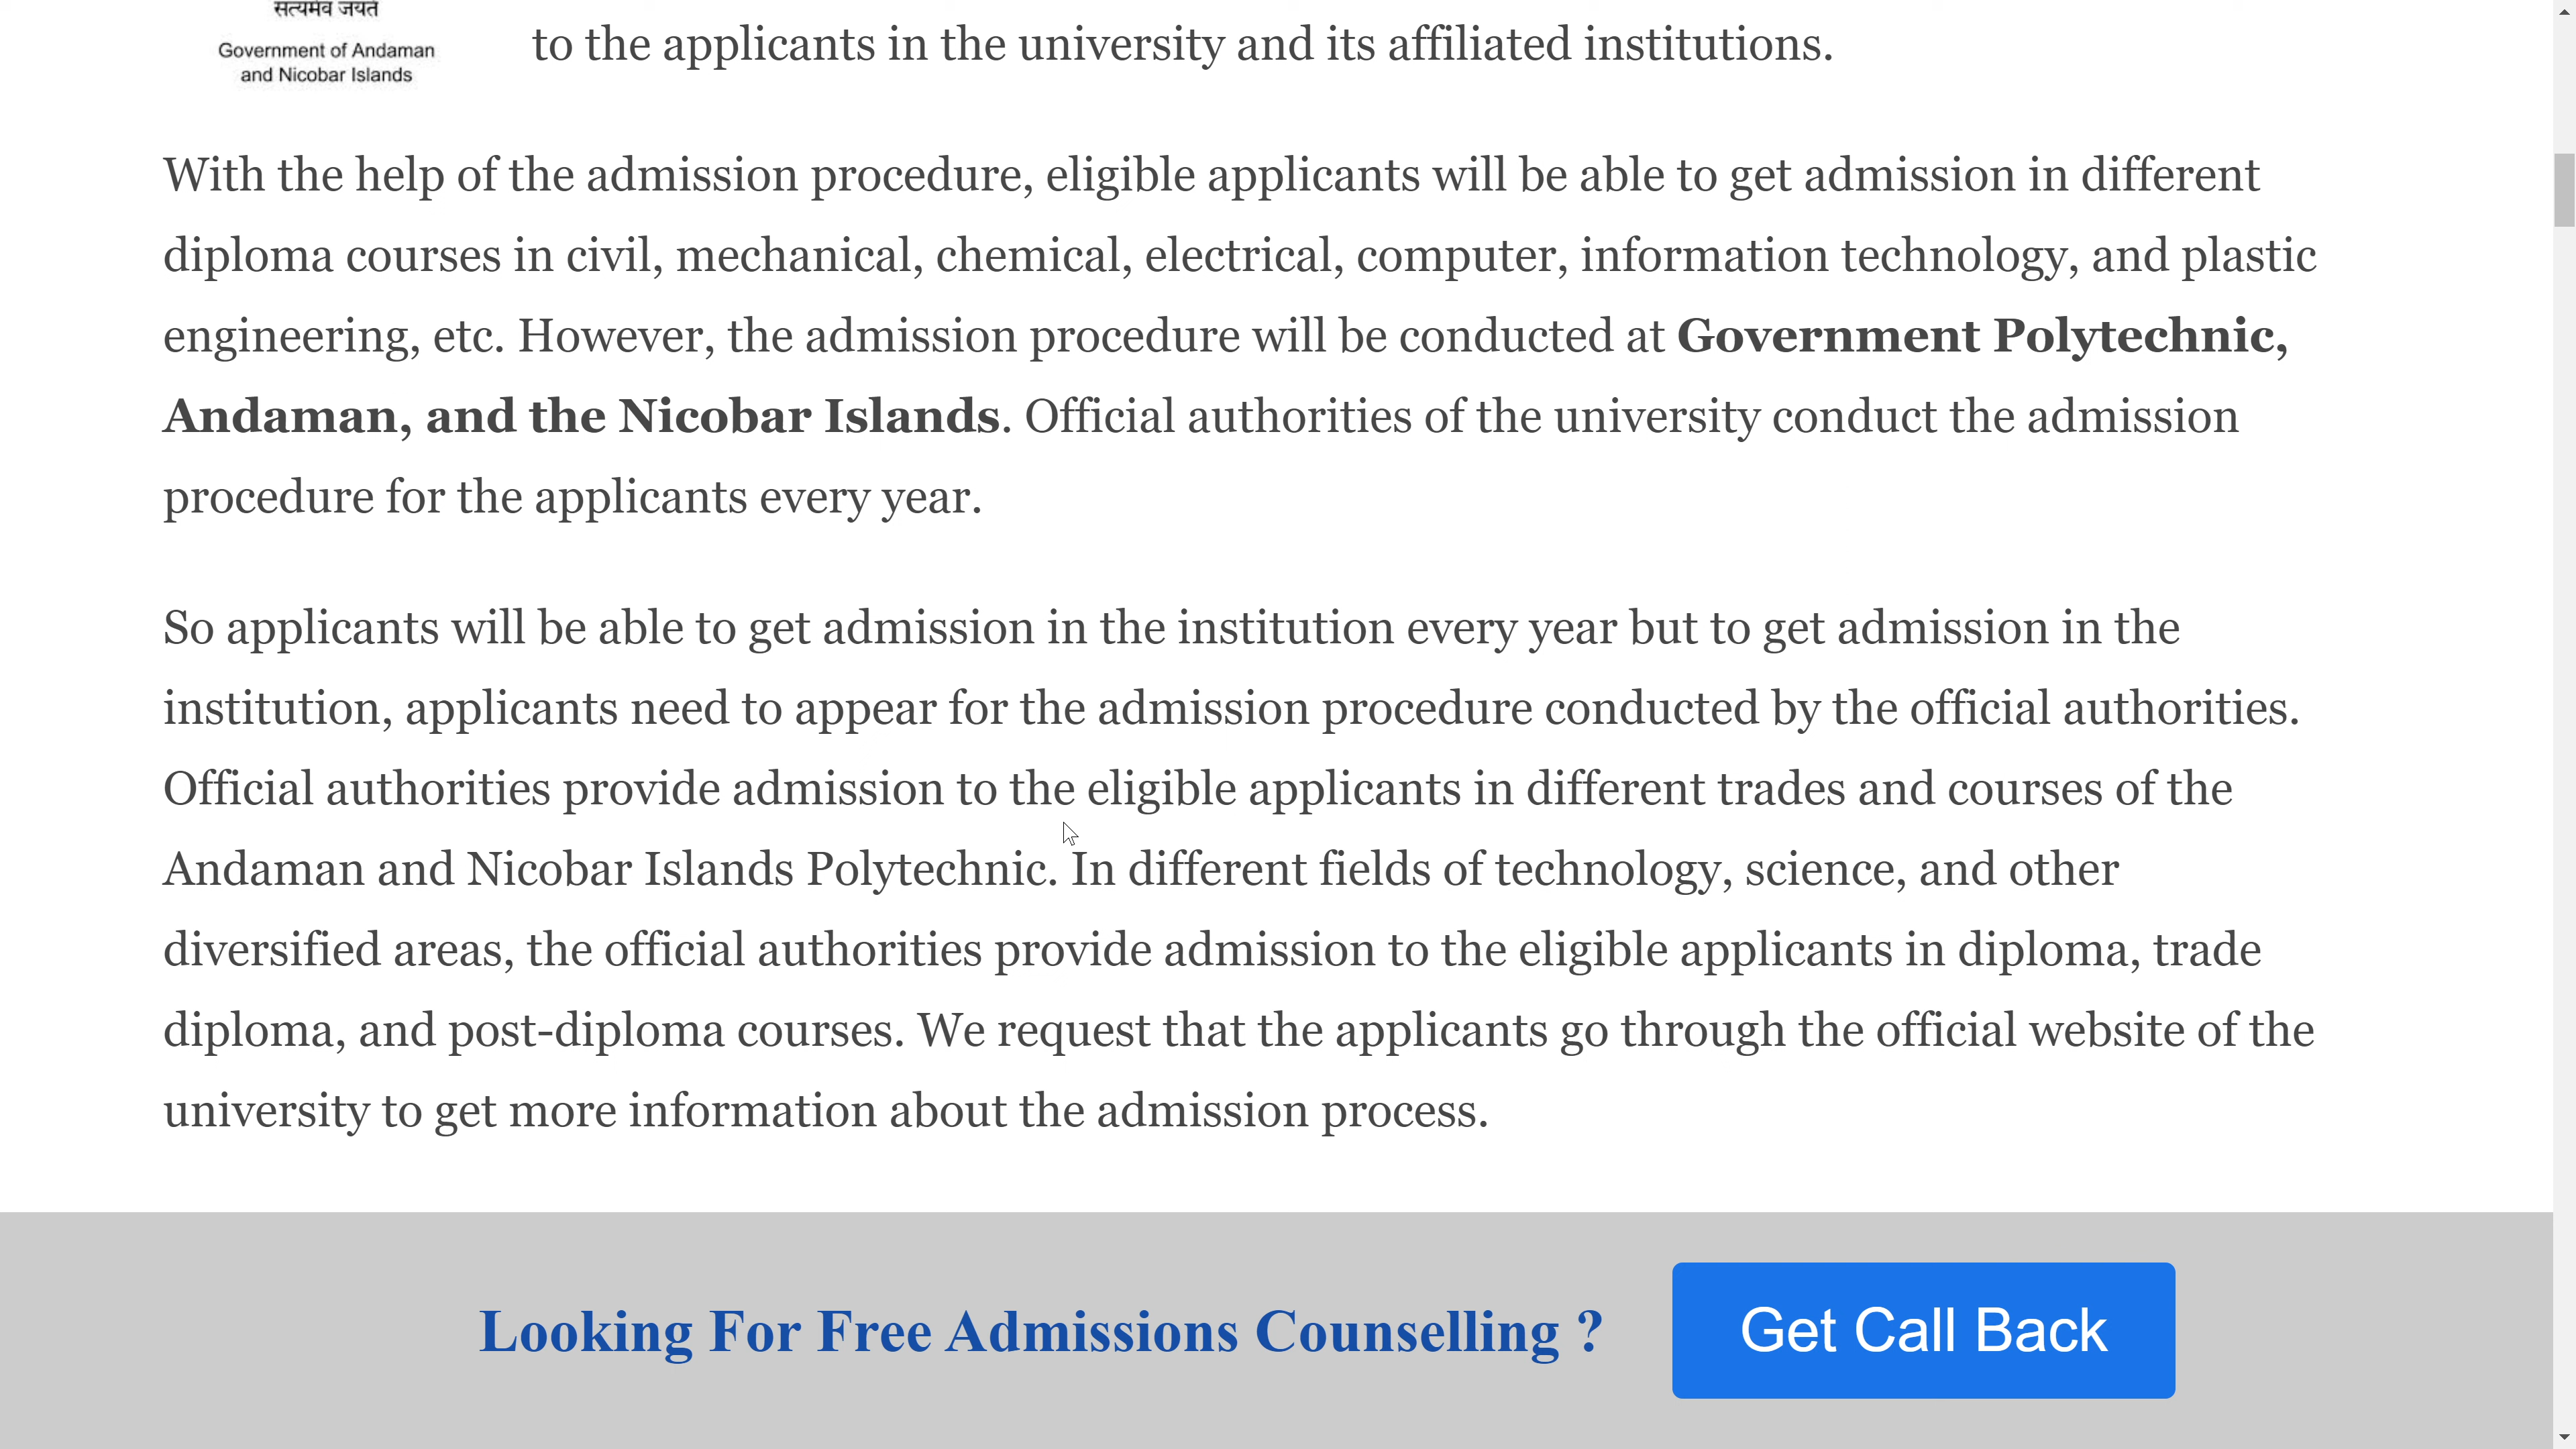 सत्यमेव जयते
Government of Andaman
and Nicobar Islands
to the applicants in the university and its affiliated institutions.
With the help of the admission procedure, eligible applicants will be able to get admission in different
diploma courses in civil, mechanical, chemical, electrical, computer, information technology, and plastic
engineering, etc. However, the admission procedure will be conducted at Government Polytechnic,
Andaman, and the Nicobar Islands. Official authorities of the university conduct the admission
procedure for the applicants every year.
So applicants will be able to get admission in the institution every year but to get admission in the
institution, applicants need to appear for the admission procedure conducted by the official authorities.
Official authorities provide admission to the eligible applicants in different trades and courses of the
Andaman and Nicobar Islands Polytechnic. In different fields of technology, science, and other
diversified areas, the official authorities provide admission to the eligible applicants in diploma, trade
diploma, and post-diploma courses. We request that the applicants go through the official website of the
university to get more information about the admission process.
Looking For Free Admissions Counselling ?
Get Call Back